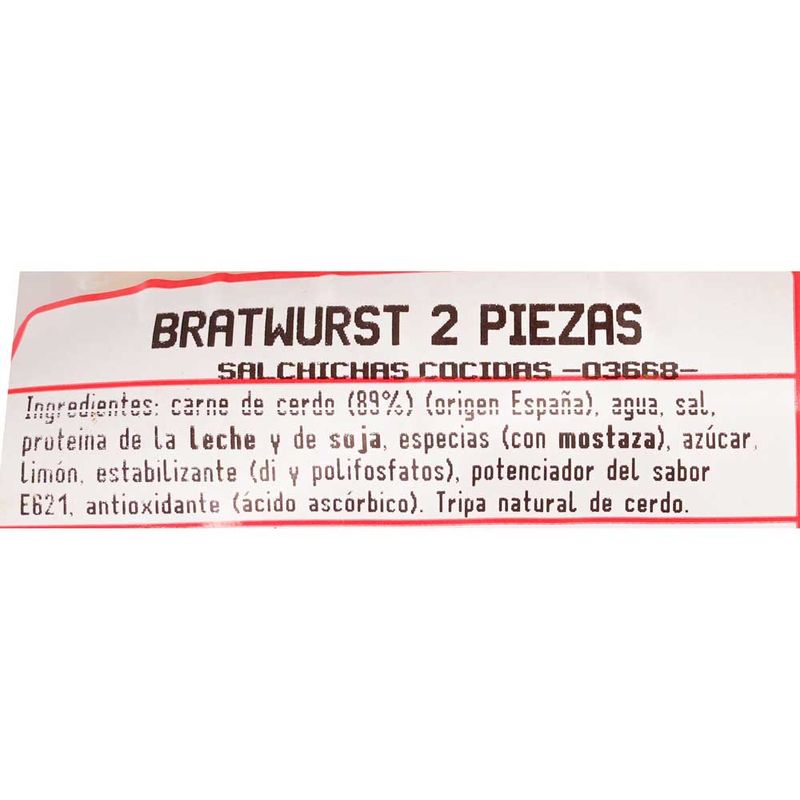 BRATWURST 2 PIEZAS
SALCHICHAS COCIDAS -03668-
Ingredientes: carne de cerdo (89%) (origen España), agua, sal,
proteína de la leche y de soja, especias (con mostaza), azúcar,
limón, estabilizante (di y polifosfatos), potenciador del sabor
E621, antioxidante (ácido ascórbico). Tripa natural de cerdo.